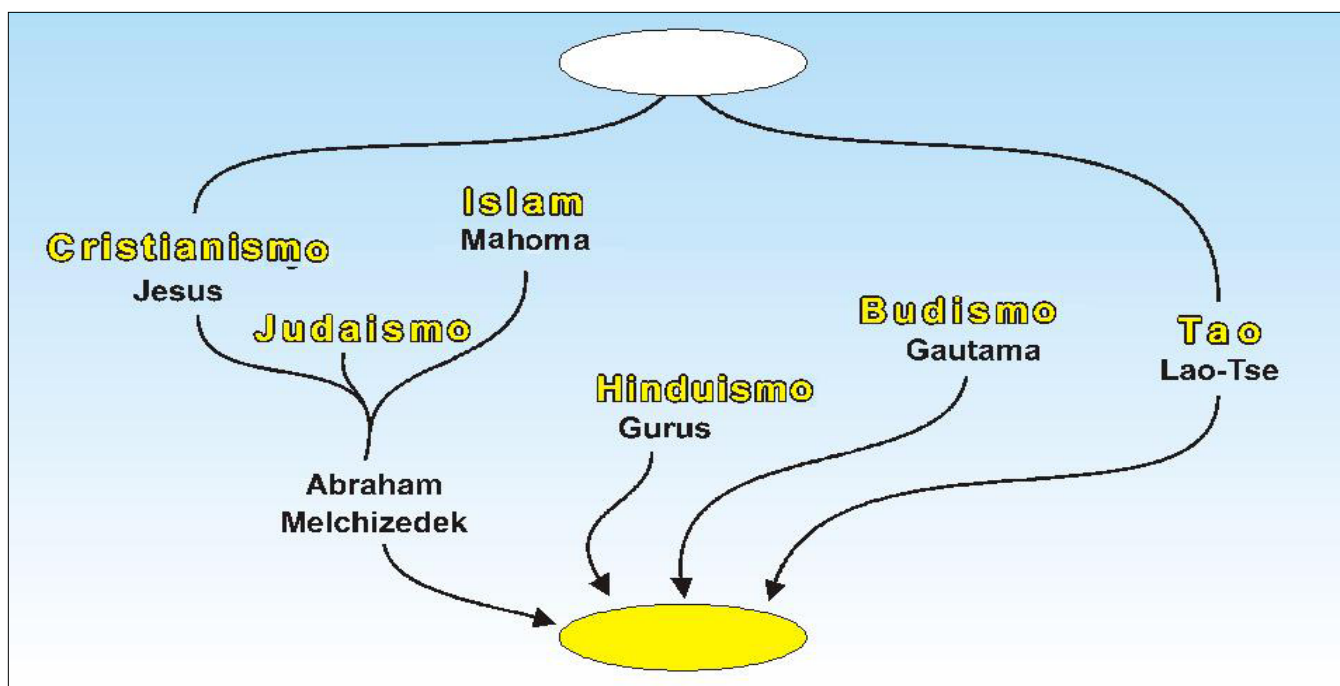 Islam
Mahoma
Cristianismo
Jesus
Judaismo
Abraham
Melchizedek
Hinduismo
Gurus
Budismo
Gautama
Tao
Lao-Tse